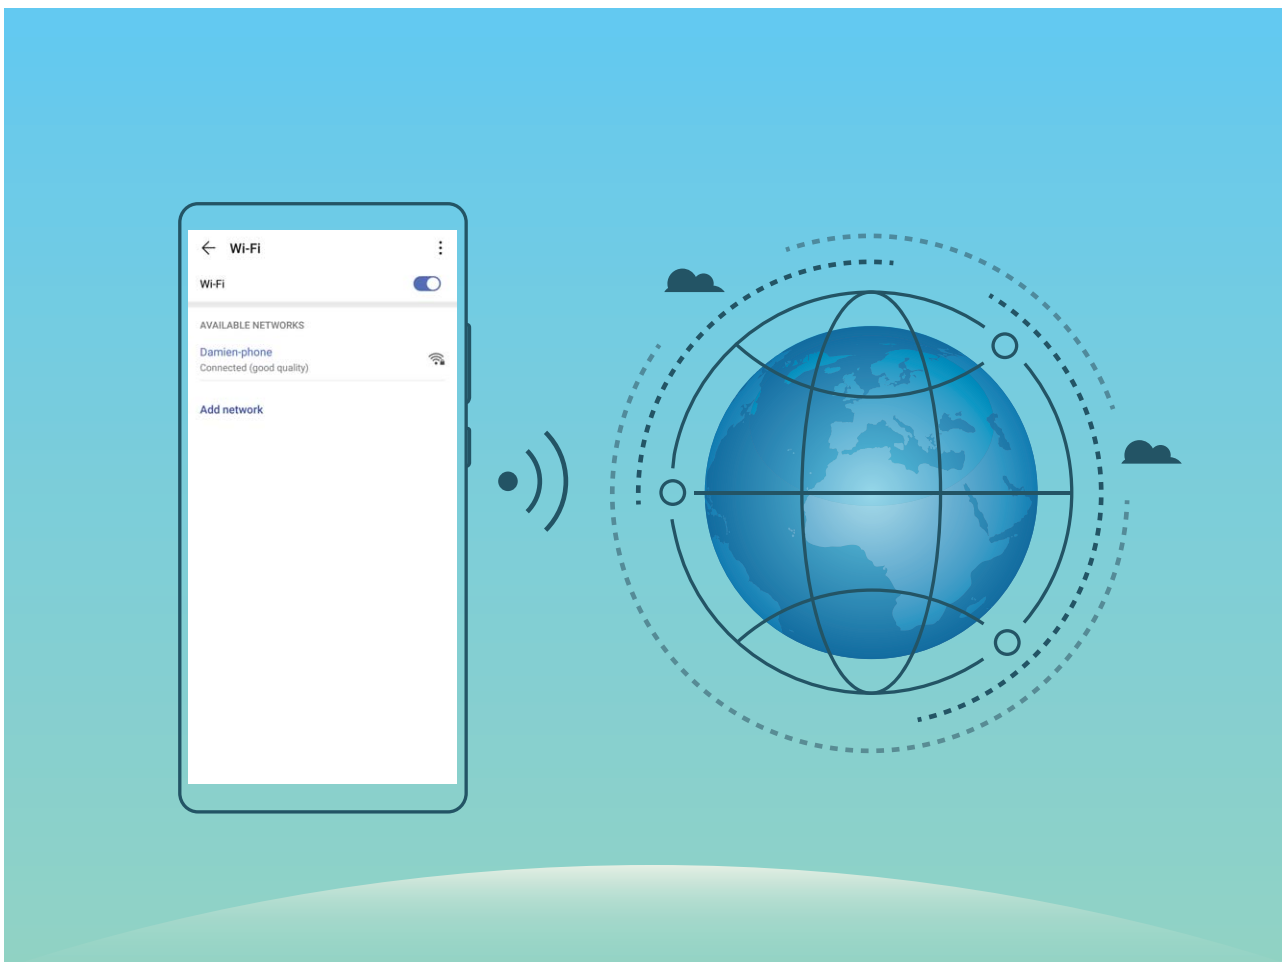 Wi-Fi
Wi-Fi
AVAILABLE NETWORKS
Damien-phone
Connected (good quality)
Add network